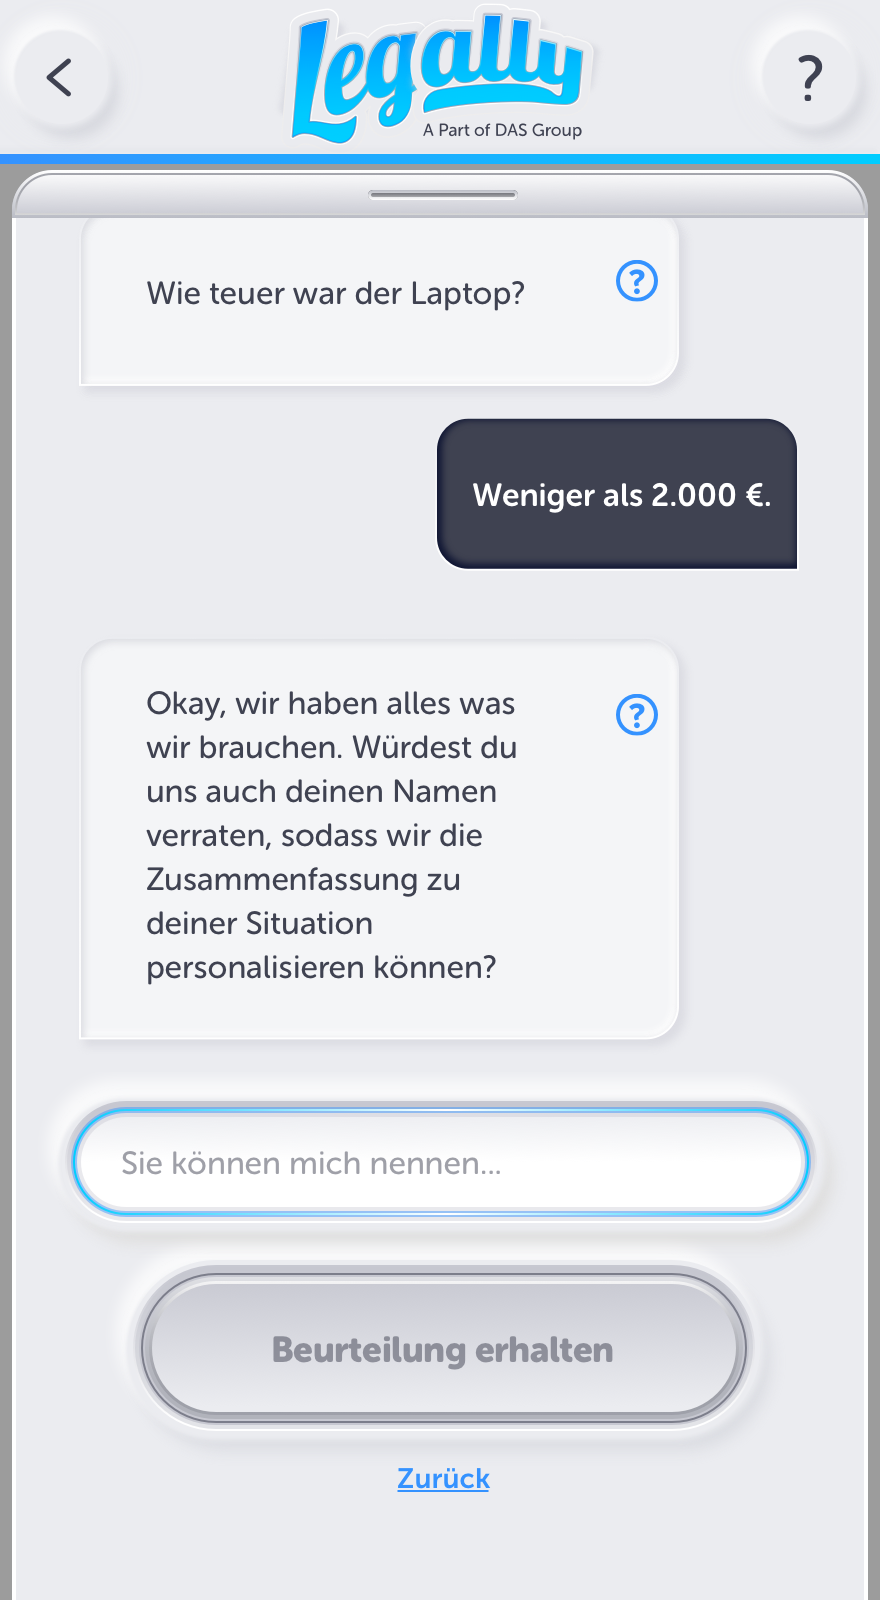 Legally
A Part of DAS Group
?
Wie teuer war der Laptop?
?
Weniger als 2.000 €.
Okay, wir haben alles was
wir brauchen. Würdest du
uns auch deinen Namen
verraten, sodass wir die
Zusammenfassung zu
deiner Situation
personalisieren können?
?
Sie können mich nennen...
Beurteilung erhalten
Zurück